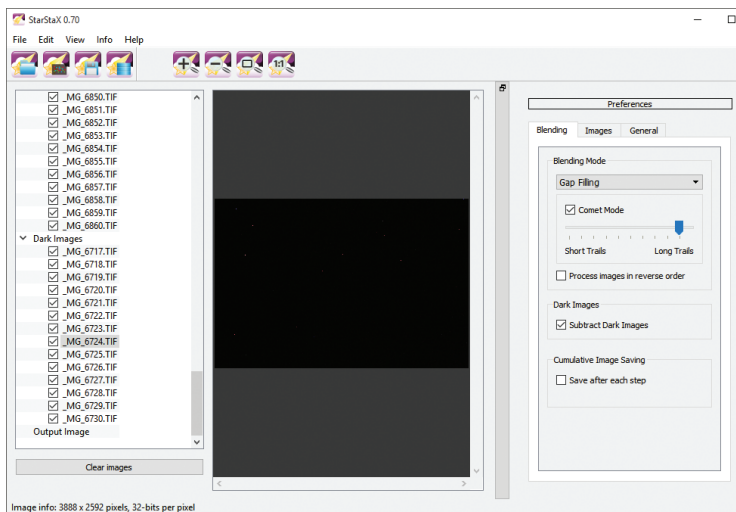 StarStaX 0.70
File Edit View Info Help
1:1
_MG_6850.TIF
_MG_6851.TIF
_MG_6852.TIF
_MG_6853.TIF
_MG_6854.TIF
_MG_6855.TIF
_MG_6856.TIF
_MG_6857.TIF
_MG_6858.TIF
_MG_6859.TIF
_MG_6860.TIF
Dark Images
_MG_6717.TIF
_MG_6718.TIF
_MG_6719.TIF
_MG_6720.TIF
_MG_6721.TIF
_MG_6722.TIF
_MG_6723.TIF
_MG_6724.TIF
_MG_6725.TIF
_MG_6726.TIF
_MG_6727.TIF
_MG_6728.TIF
_MG_6729.TIF
_MG_6730.TIF
Output Image
Clear images
Preferences
Blending Images General
Blending Mode
Gap Filling
Comet Mode
Short Trails Long Trails
Process images in reverse order
Dark Images
Subtract Dark Images
Cumulative Image Saving
Save after each step
Image info: 3888 x 2592 pixels, 32-bits per pixel